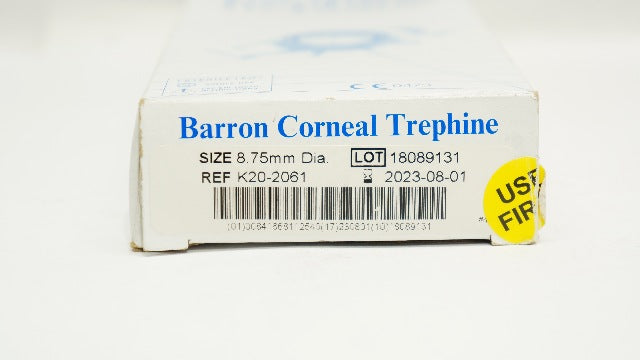 Barron Corneal Trephine
SIZE 8.75mm Dia. LOT 18089131
REF K20-2061 2023-08-01
USE
FIR